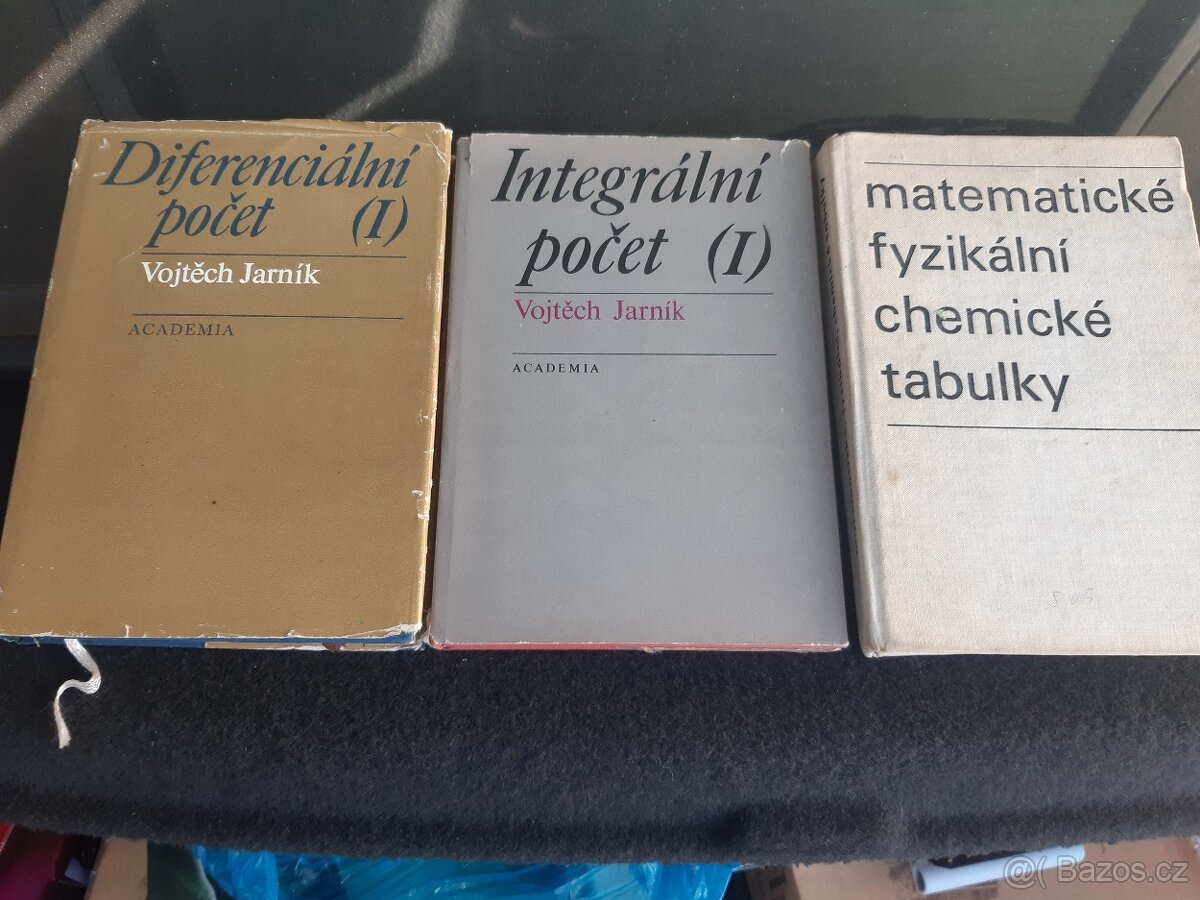 Diferenciální
počet (I)
Vojtěch Jarník
ACADEMIA
Integrální
počet (I)
Vojtěch Jarník
ACADEMIA
matematické
fyzikální
chemické
tabulky
@( Bazos.cz